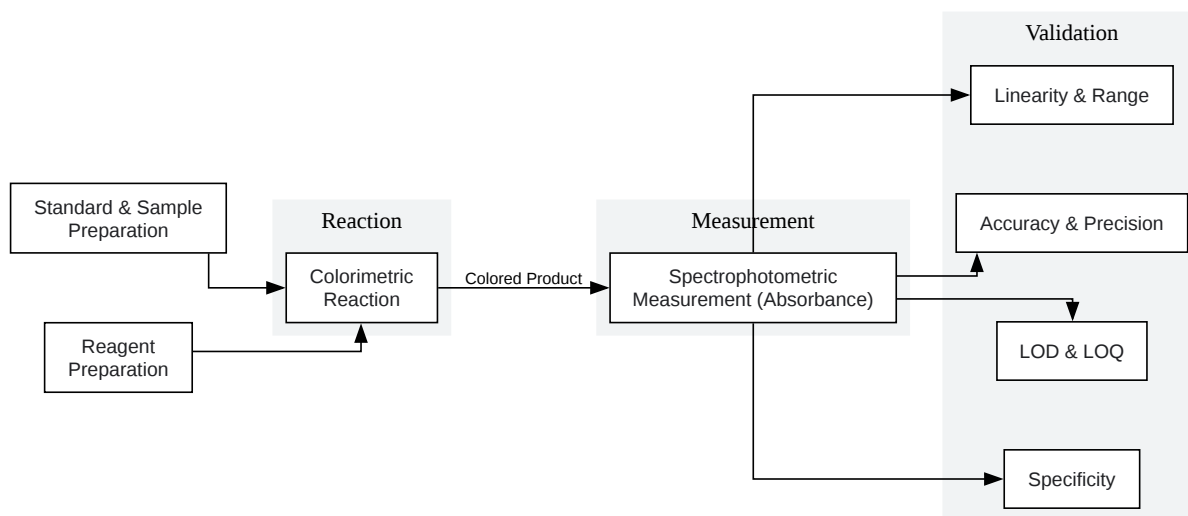 Validation
Linearity & Range
Standard & Sample
Preparation
Reaction
Measurement
Accuracy & Precision
Colorimetric
Reaction
Colored Product
Spectrophotometric
Measurement (Absorbance)
Reagent
Preparation
LOD & LOQ
Specificity